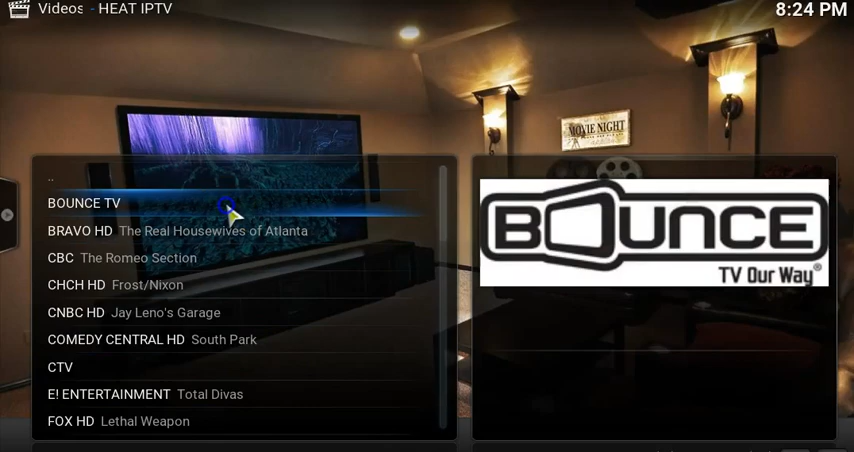 Videos - HEAT IPTV
8:24 PM
MOVIE NIGHT
..
BOUNCE TV
BRAVO HD The Real Housewives of Atlanta
CBC The Romeo Section
CHCH HD Frost/Nixon
CNBC HD Jay Leno's Garage
COMEDY CENTRAL HD South Park
CTV
E! ENTERTAINMENT Total Divas
FOX HD Lethal Weapon
BOUNCE
TV Our Way®